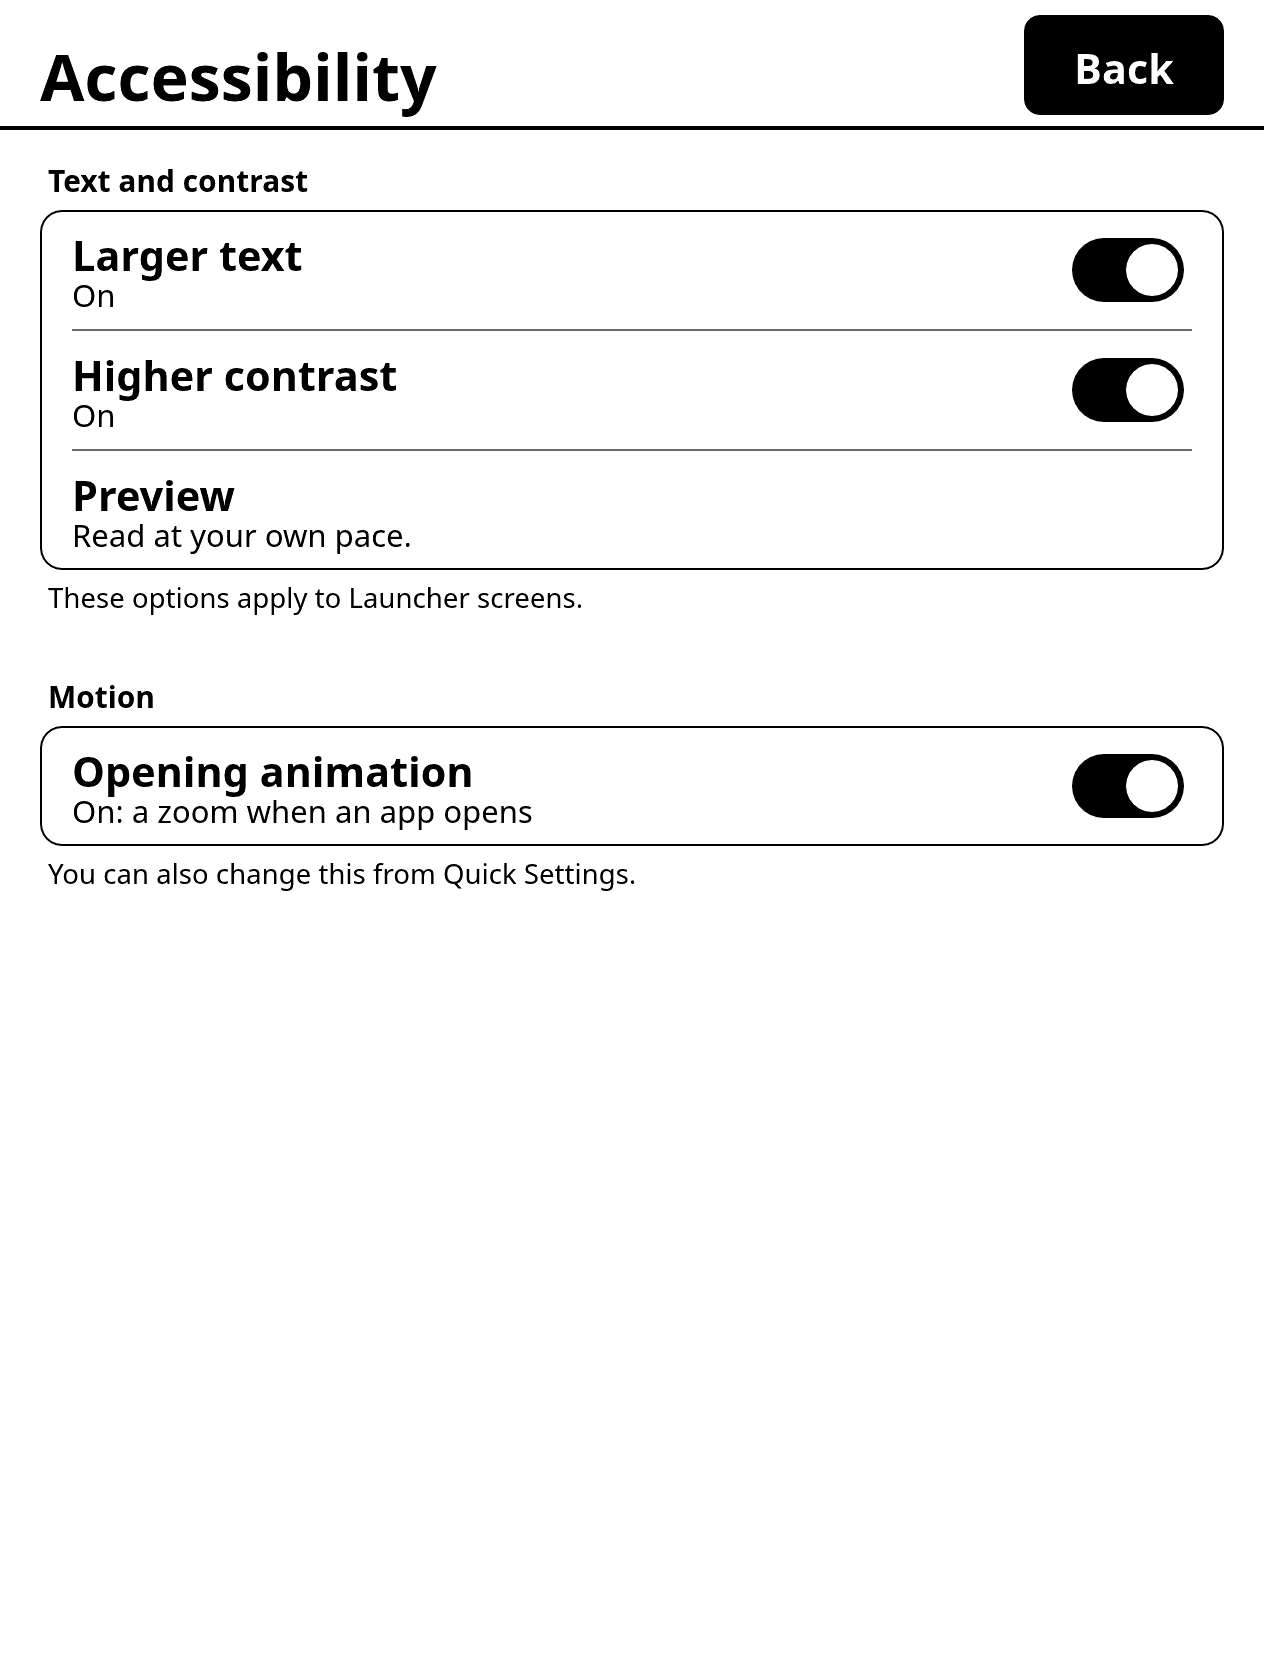 Accessibility
Back
Text and contrast
Larger text
On
Higher contrast
On
Preview
Read at your own pace.
These options apply to Launcher screens.
Motion
Opening animation
On: a zoom when an app opens
You can also change this from Quick Settings.